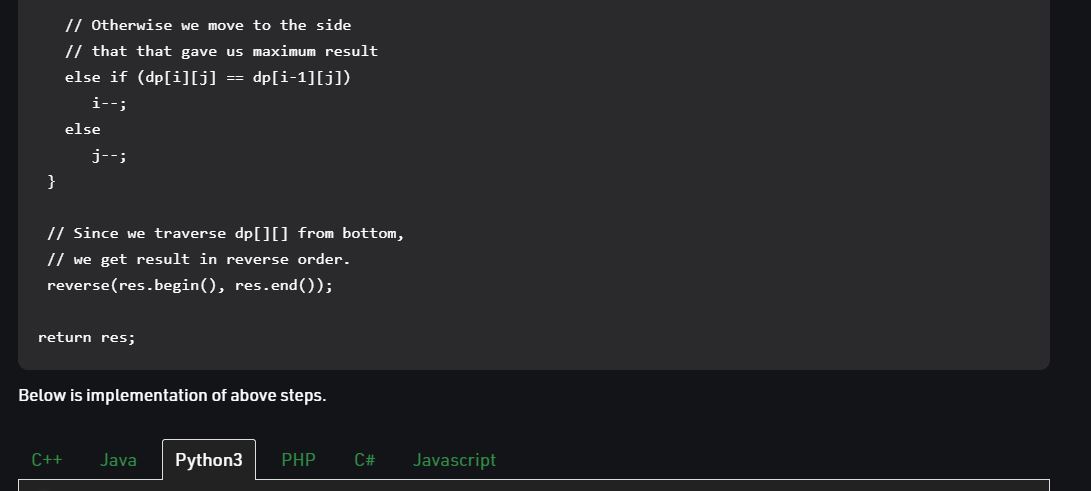 // Otherwise we move to the side
// that that gave us maximum result
else if (dp[i][j] == dp[i-1][j])
i--;
else
j--;
}
// Since we traverse dp[][] from bottom,
// we get result in reverse order.
reverse(res.begin(), res.end());
return res;
Below is implementation of above steps.
C++ Java Python3 PHP C# Javascript